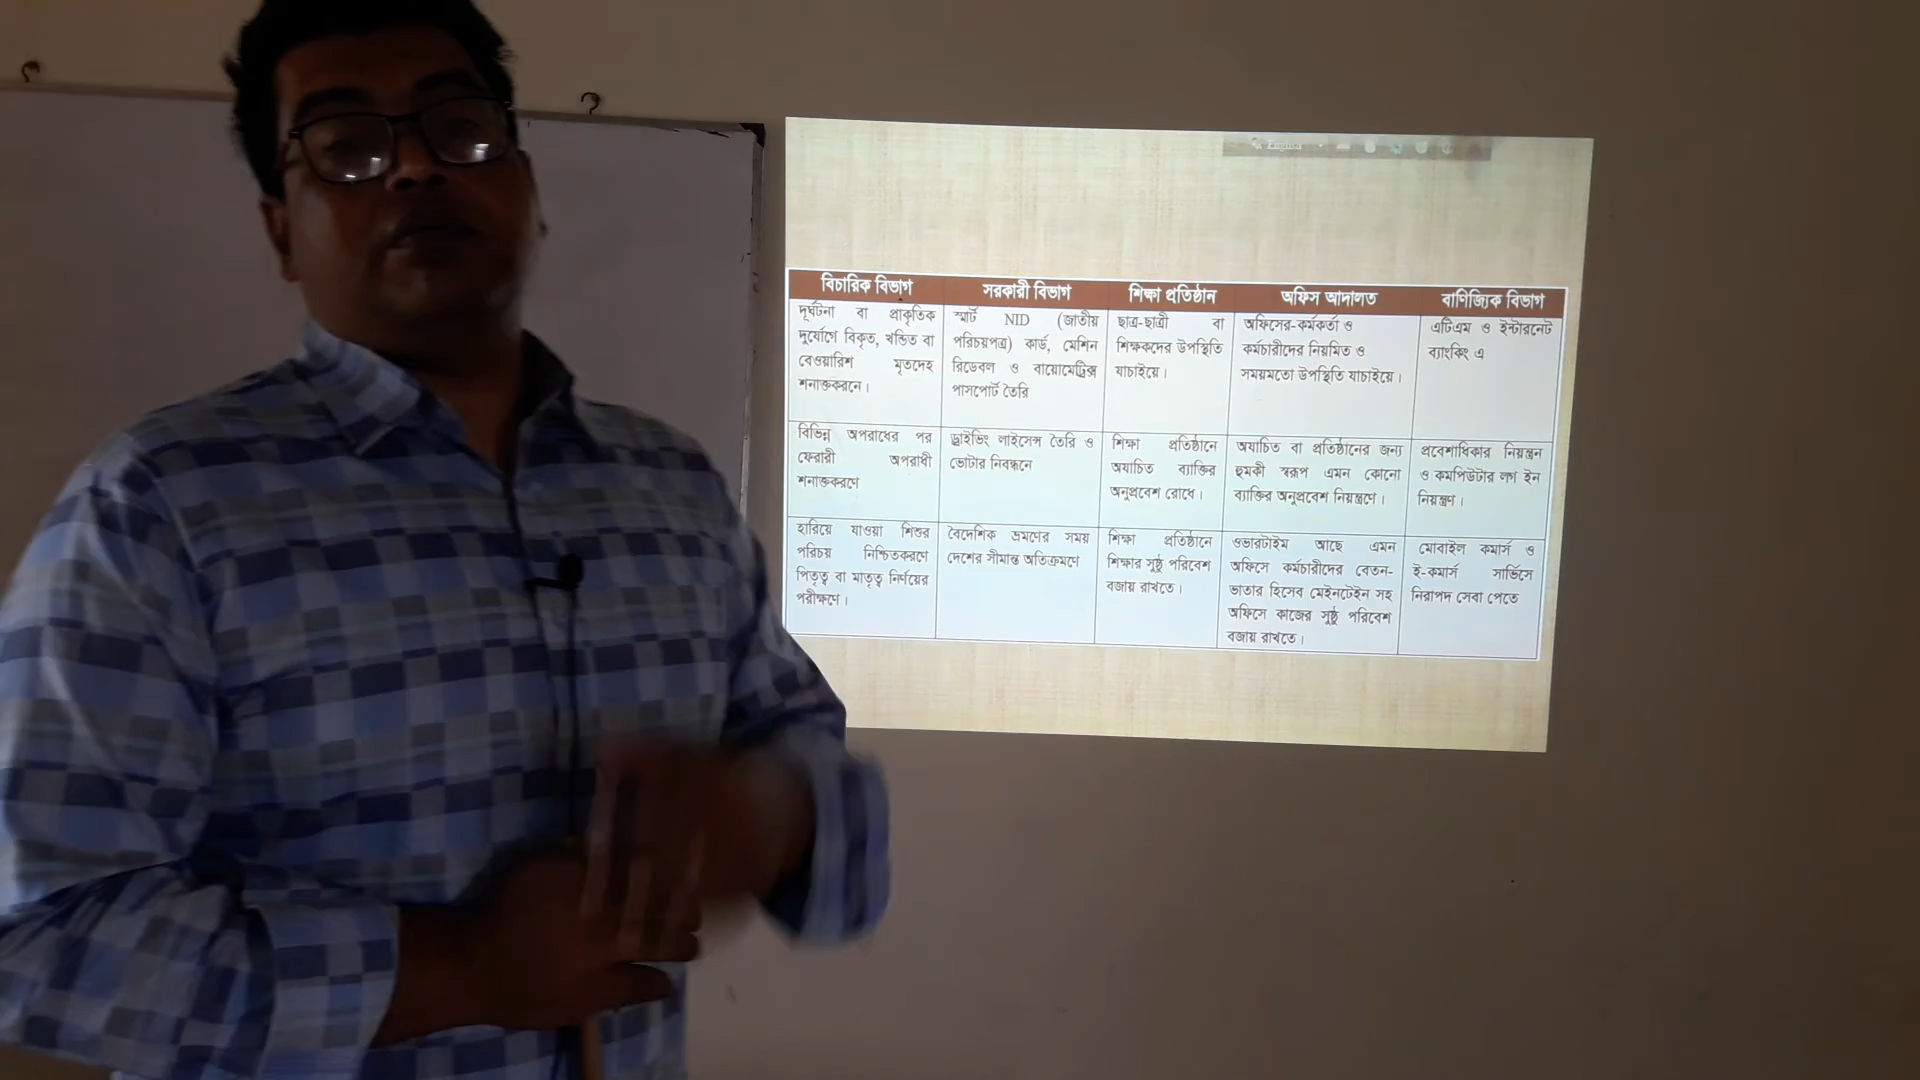 English
বিচারিক বিভাগ
সরকারী বিভাগ
শিক্ষা প্রতিষ্ঠান
অফিস আদালত
বাণিজ্যিক বিভাগ
দূর্ঘটনা বা প্রাকৃতিক
দুর্যোগে বিকৃত, খন্ডিত বা
বেওয়ারিশ মৃতদেহ
শনাক্তকরনে।
স্মার্ট NID (জাতীয়
পরিচয়পত্র) কার্ড, মেশিন
রিডেবল ও বায়োমেট্রিক্স
পাসপোর্ট তৈরি
ছাত্র-ছাত্রী বা
শিক্ষকদের উপস্থিতি
যাচাইয়ে।
অফিসের-কর্মকর্তা ও
কর্মচারীদের নিয়মিত ও
সময়মতো উপস্থিতি যাচাইয়ে।
এটিএম ও ইন্টারনেট
ব্যাংকিং এ
বিভিন্ন অপরাধের পর
ফেরারী অপরাধী
শনাক্তকরণে
ড্রাইভিং লাইসেন্স তৈরি ও
ভোটার নিবন্ধনে
শিক্ষা প্রতিষ্ঠানে
অযাচিত ব্যাক্তির
অনুপ্রবেশ রোধে।
অযাচিত বা প্রতিষ্ঠানের জন্য
হুমকী স্বরূপ এমন কোনো
ব্যাক্তির অনুপ্রবেশ নিয়ন্ত্রণে।
প্রবেশাধিকার নিয়ন্ত্রন
ও কমপিউটার লগ ইন
নিয়ন্ত্রণ।
হারিয়ে যাওয়া শিশুর
পরিচয় নিশ্চিতকরণে
পিতৃত্ব বা মাতৃত্ব নির্ণয়ের
পরীক্ষণে।
বৈদেশিক ভ্রমণের সময়
দেশের সীমান্ত অতিক্রমণে
শিক্ষা প্রতিষ্ঠানে
শিক্ষার সুষ্ঠু পরিবেশ
বজায় রাখতে।
ওভারটাইম আছে এমন
অফিসে কর্মচারীদের বেতন-
ভাতার হিসেব মেইনটেইন সহ
অফিসে কাজের সুষ্ঠু পরিবেশ
বজায় রাখতে।
মোবাইল কমার্স ও
ই-কমার্স সার্ভিসে
নিরাপদ সেবা পেতে